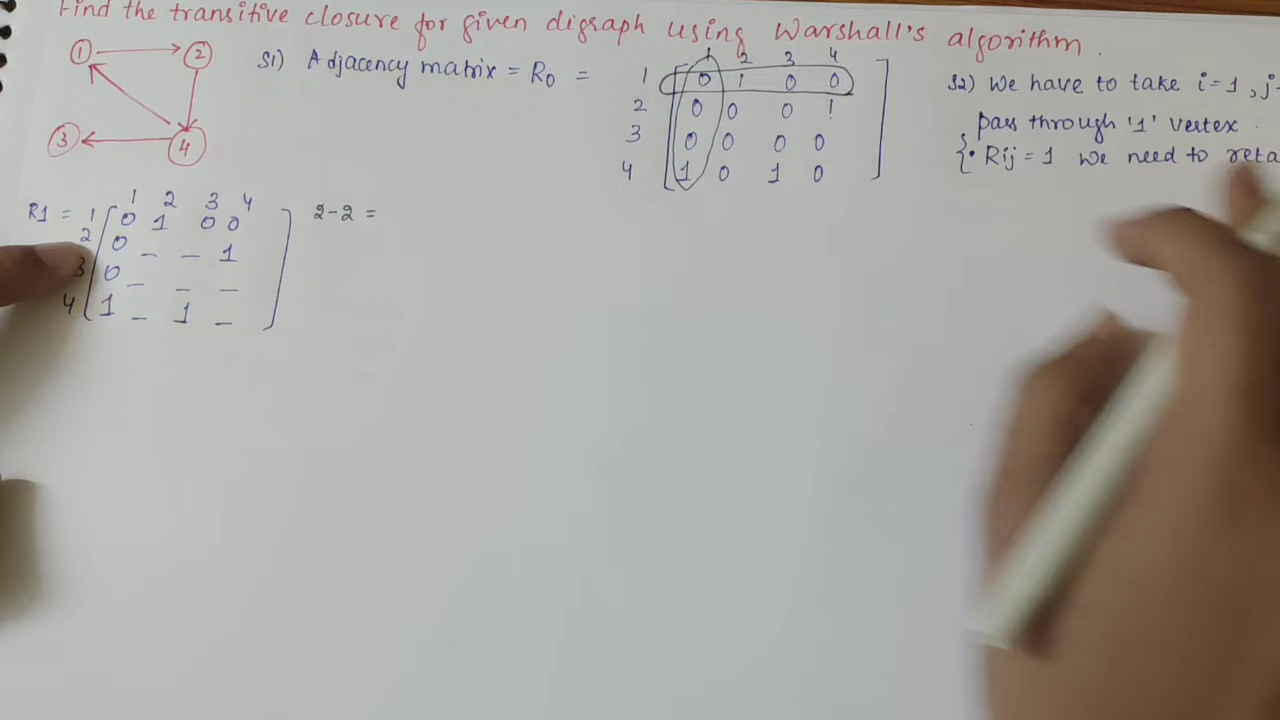 Find the transitive closure for given digraph using Warshall's algorithm.
1 2
3 4
S1) Adjacency matrix = R0 =
1 2 3 4
1 0 1 0 0
2 0 0 0 1
3 0 0 0 0
4 1 0 1 0
S2) We have to take i=1, j-
pass through '1' vertex.
{• Rij = 1 we need to reta
R1 =
1 2 3 4
1 0 1 0 0
2 0 _ _ 1
3 0 _ _ _
4 1 _ 1 _
2-2 =